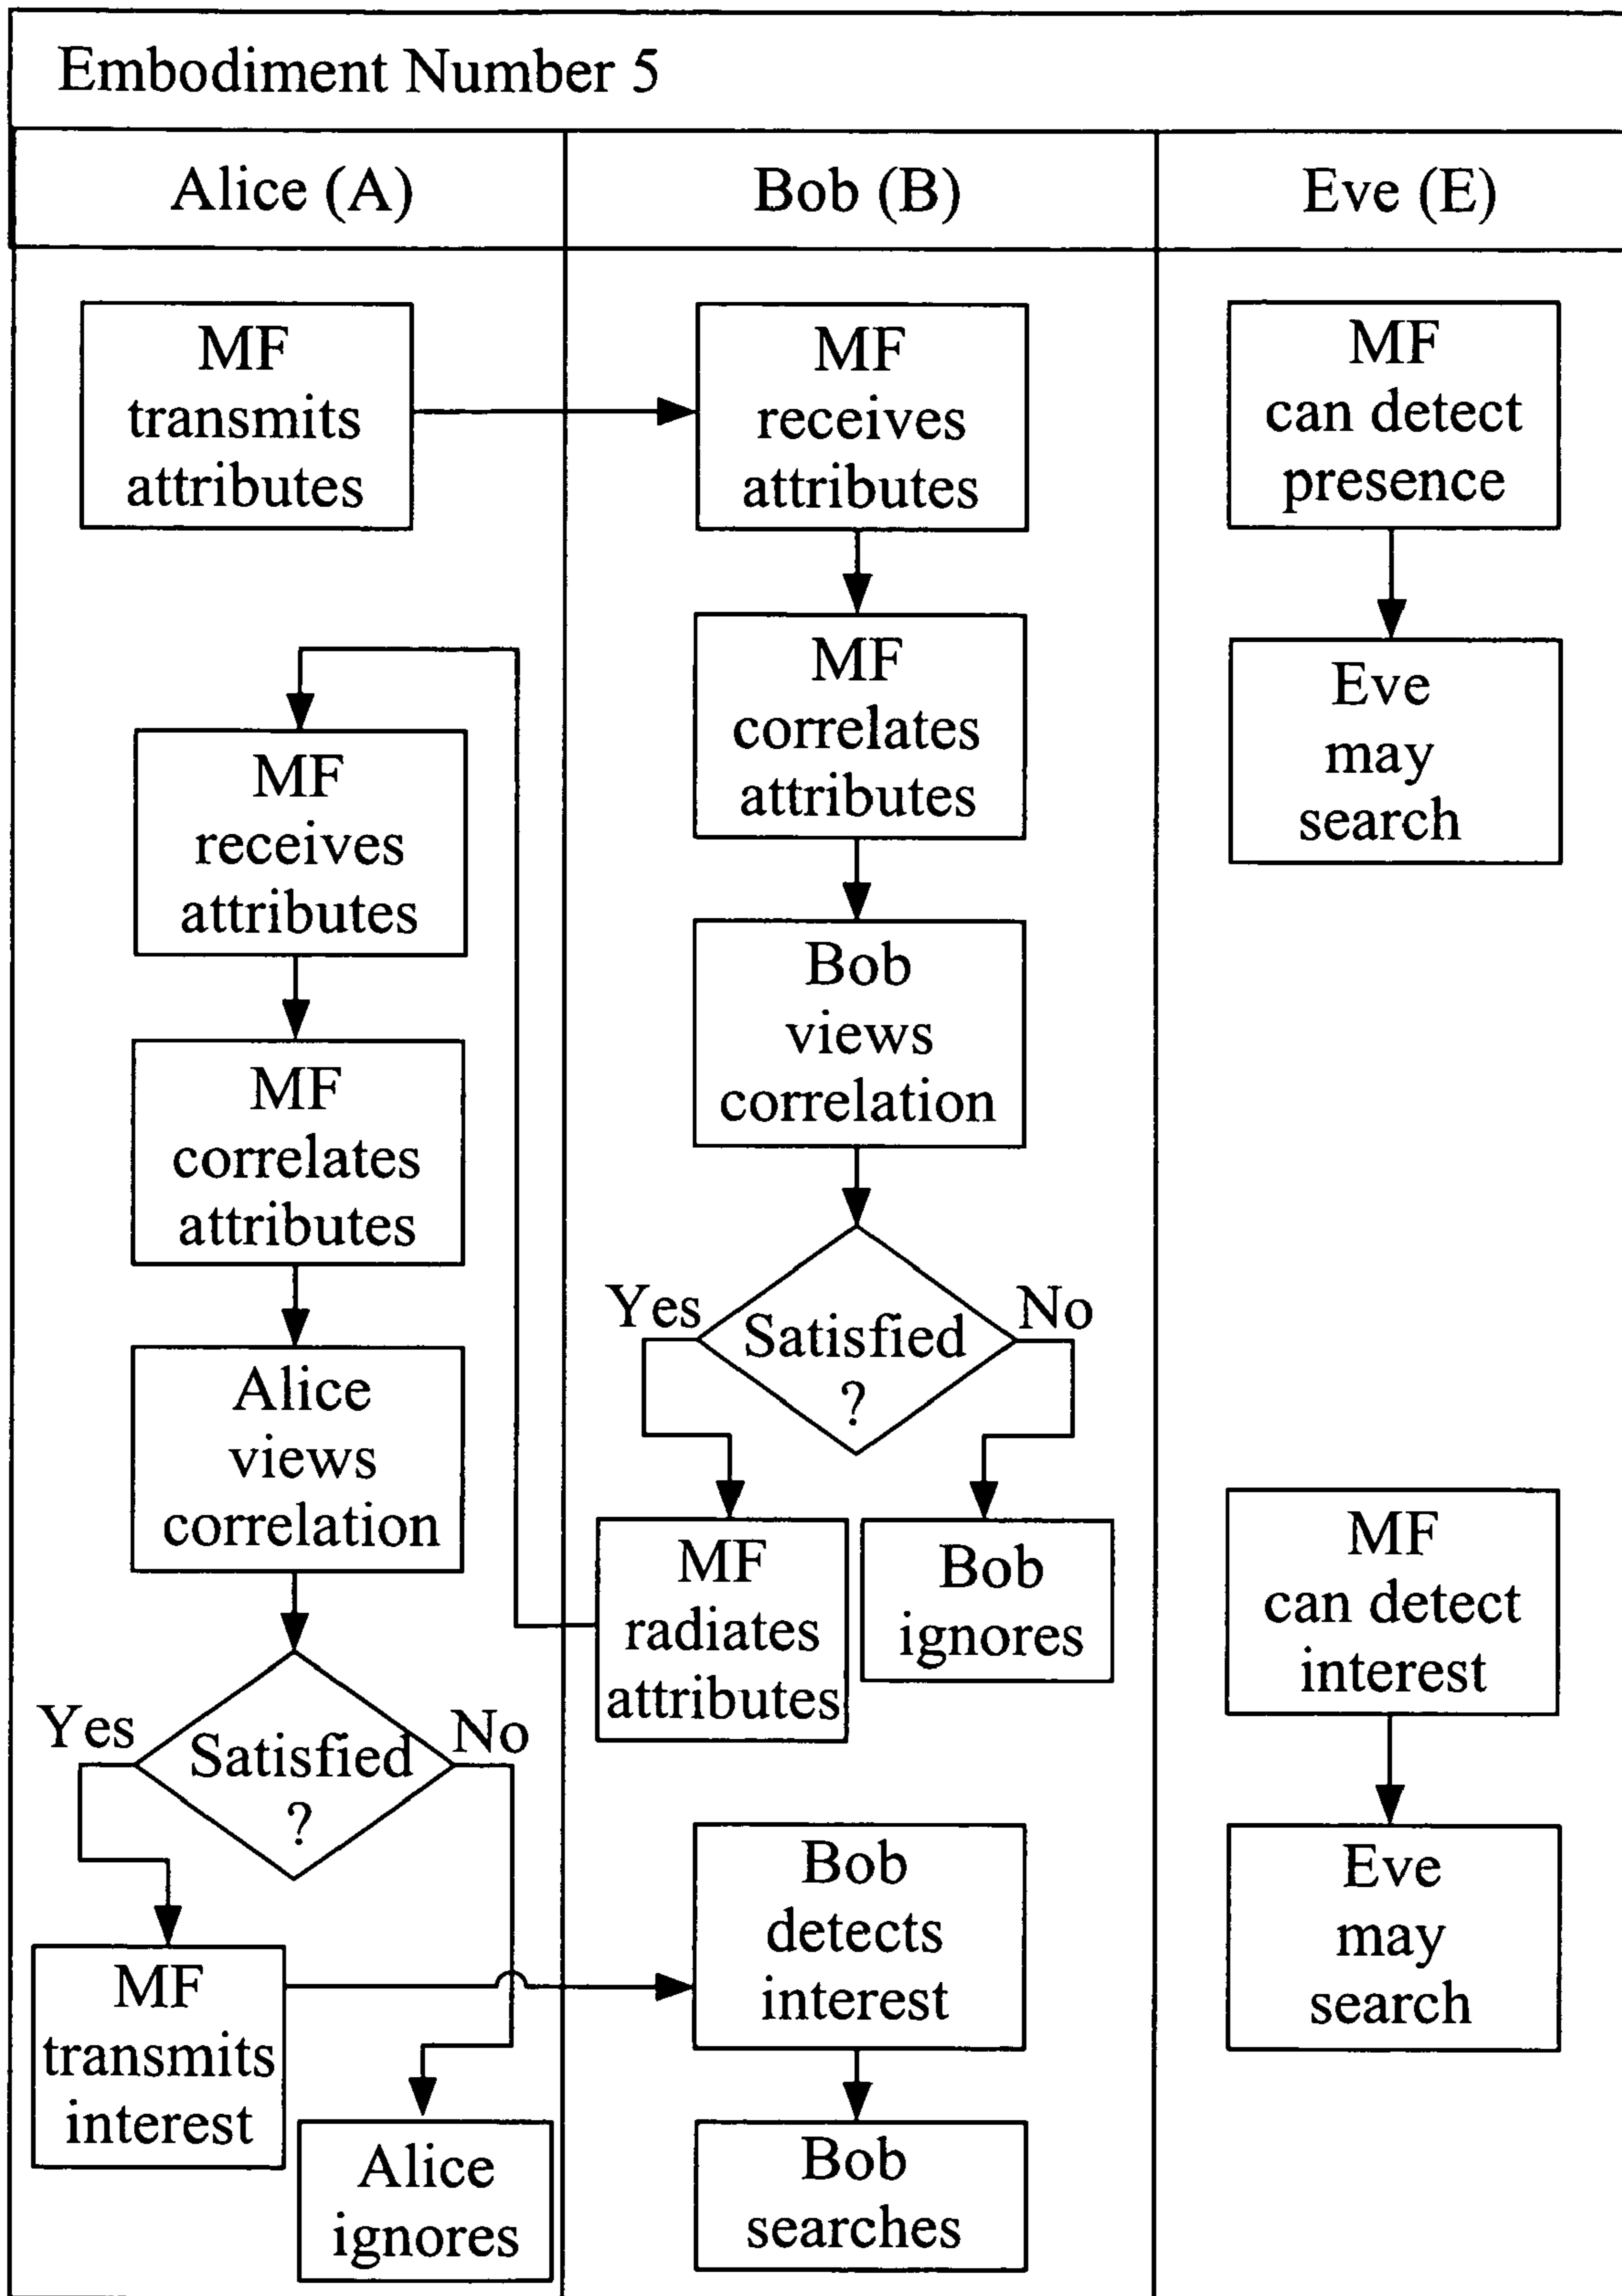 Embodiment Number 5
Alice (A)
Bob (B)
Eve (E)
MF
transmits
attributes
MF
receives
attributes
MF
can detect
presence
MF
correlates
attributes
Eve
may
search
MF
receives
attributes
Bob
views
correlation
MF
correlates
attributes
Yes
Satisfied
?
No
Alice
views
correlation
MF
radiates
attributes
Bob
ignores
MF
can detect
interest
Yes
Satisfied
?
No
Bob
detects
interest
Eve
may
search
MF
transmits
interest
Alice
ignores
Bob
searches